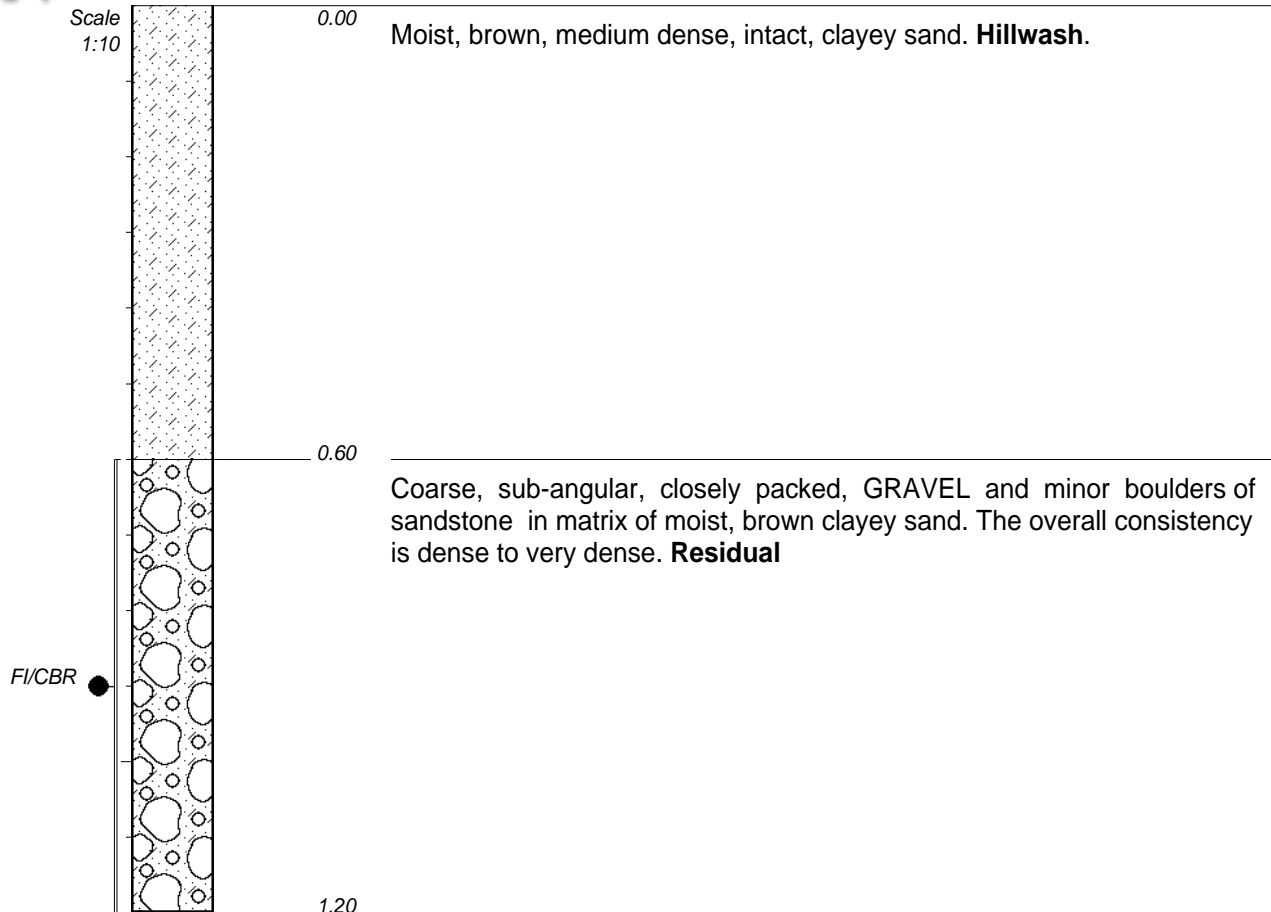 Scale
1:10
0.00
Moist, brown, medium dense, intact, clayey sand. Hillwash.
0.60
Coarse, sub-angular, closely packed, GRAVEL and minor boulders of
sandstone in matrix of moist, brown clayey sand. The overall consistency
is dense to very dense. Residual
FI/CBR
1.20